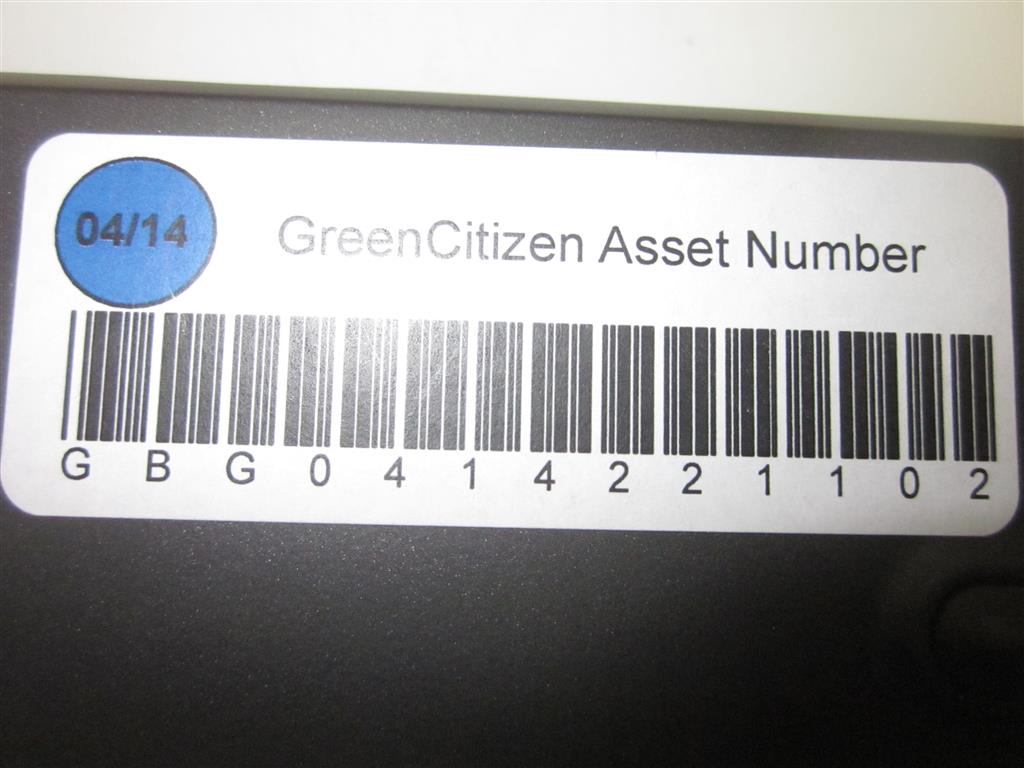 04/14
GreenCitizen Asset Number
G B G 0 4 1 4 2 2 1 1 0 2